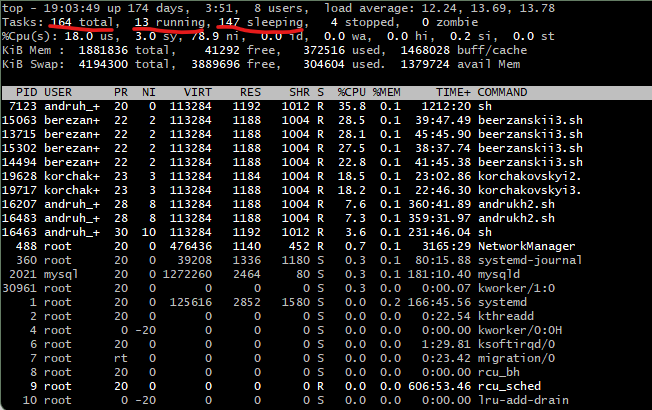 top - 19:03:49 up 174 days,  3:51,  8 users,  load average: 12.24, 13.69, 13.78
Tasks: 164 total,  13 running, 147 sleeping,   4 stopped,   0 zombie
%Cpu(s): 18.0 us,  3.0 sy, 78.9 ni,  0.0 id,  0.0 wa,  0.0 hi,  0.2 si,  0.0 st
KiB Mem :  1881836 total,    41292 free,   372516 used,  1468028 buff/cache
KiB Swap:  4194300 total,  3889696 free,   304604 used.  1379724 avail Mem
PID USER      PR  NI    VIRT    RES    SHR S  %CPU %MEM     TIME+ COMMAND
7123 andruh_+  20   0  113284   1192   1012 R  35.8  0.1   1212:20 sh
15063 berezan+  22   2  113288   1188   1004 R  28.5  0.1  39:47.49 beerzanskii3.sh
13715 berezan+  22   2  113288   1188   1004 R  28.1  0.1  45:45.90 beerzanskii3.sh
15302 berezan+  22   2  113288   1188   1004 R  27.5  0.1  38:37.74 beerzanskii3.sh
14494 berezan+  22   2  113288   1188   1004 R  22.8  0.1  41:45.38 beerzanskii3.sh
19628 korchak+  23   3  113288   1184   1004 R  18.5  0.1  23:02.86 korchakovskyi2.
19717 korchak+  23   3  113288   1188   1004 R  18.2  0.1  22:46.30 korchakovskyi3.
16207 andruh_+  28   8  113288   1188   1004 R   7.6  0.1 360:41.89 andrukh2.sh
16483 andruh_+  28   8  113288   1188   1004 R   7.3  0.1 359:31.97 andrukh2.sh
16463 andruh_+  30  10  113284   1192   1012 R   3.6  0.1 231:46.04 sh
488 root      20   0  476436   1140    452 R   0.7  0.1   3165:29 NetworkManager
360 root      20   0   39208   1336   1180 S   0.3  0.1  80:15.88 systemd-journal
2021 mysql     20   0 1272260   2464     80 S   0.3  0.1 181:10.40 mysqld
30961 root      20   0       0      0      0 S   0.3  0.0   0:00.07 kworker/1:0
1 root      20   0  125616   2852   1580 S   0.0  0.2 166:45.56 systemd
2 root      20   0       0      0      0 S   0.0  0.0   0:22.54 kthreadd
4 root       0 -20       0      0      0 S   0.0  0.0   0:00.00 kworker/0:0H
6 root      20   0       0      0      0 S   0.0  0.0   1:29.81 ksoftirqd/0
7 root      rt   0       0      0      0 S   0.0  0.0   0:23.42 migration/0
8 root      20   0       0      0      0 S   0.0  0.0   0:00.00 rcu_bh
9 root      20   0       0      0      0 R   0.0  0.0 606:53.46 rcu_sched
10 root       0 -20       0      0      0 S   0.0  0.0   0:00.00 lru-add-drain